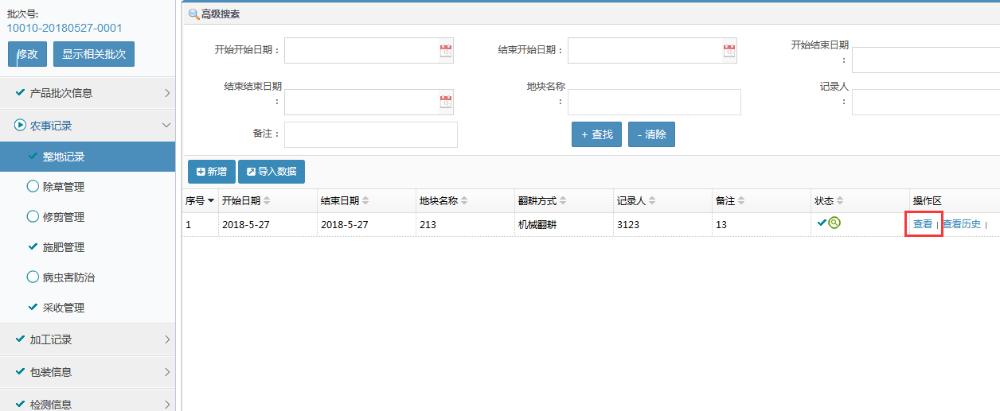 批次号:
10010-20180527-0001
修改
显示相关批次
产品批次信息
农事记录
整地记录
除草管理
修剪管理
施肥管理
病虫害防治
采收管理
加工记录
包装信息
检测信息
高级搜索
开始开始日期：
结束开始日期：
开始结束日期
：
结束结束日期
：
地块名称
：
记录人
：
备注：
+ 查找
- 清除
新增
导入数据
序号 开始日期 结束日期 地块名称 翻耕方式 记录人 备注 状态 操作区
1 2018-5-27 2018-5-27 213 机械翻耕 3123 13 查看 | 查看历史 |